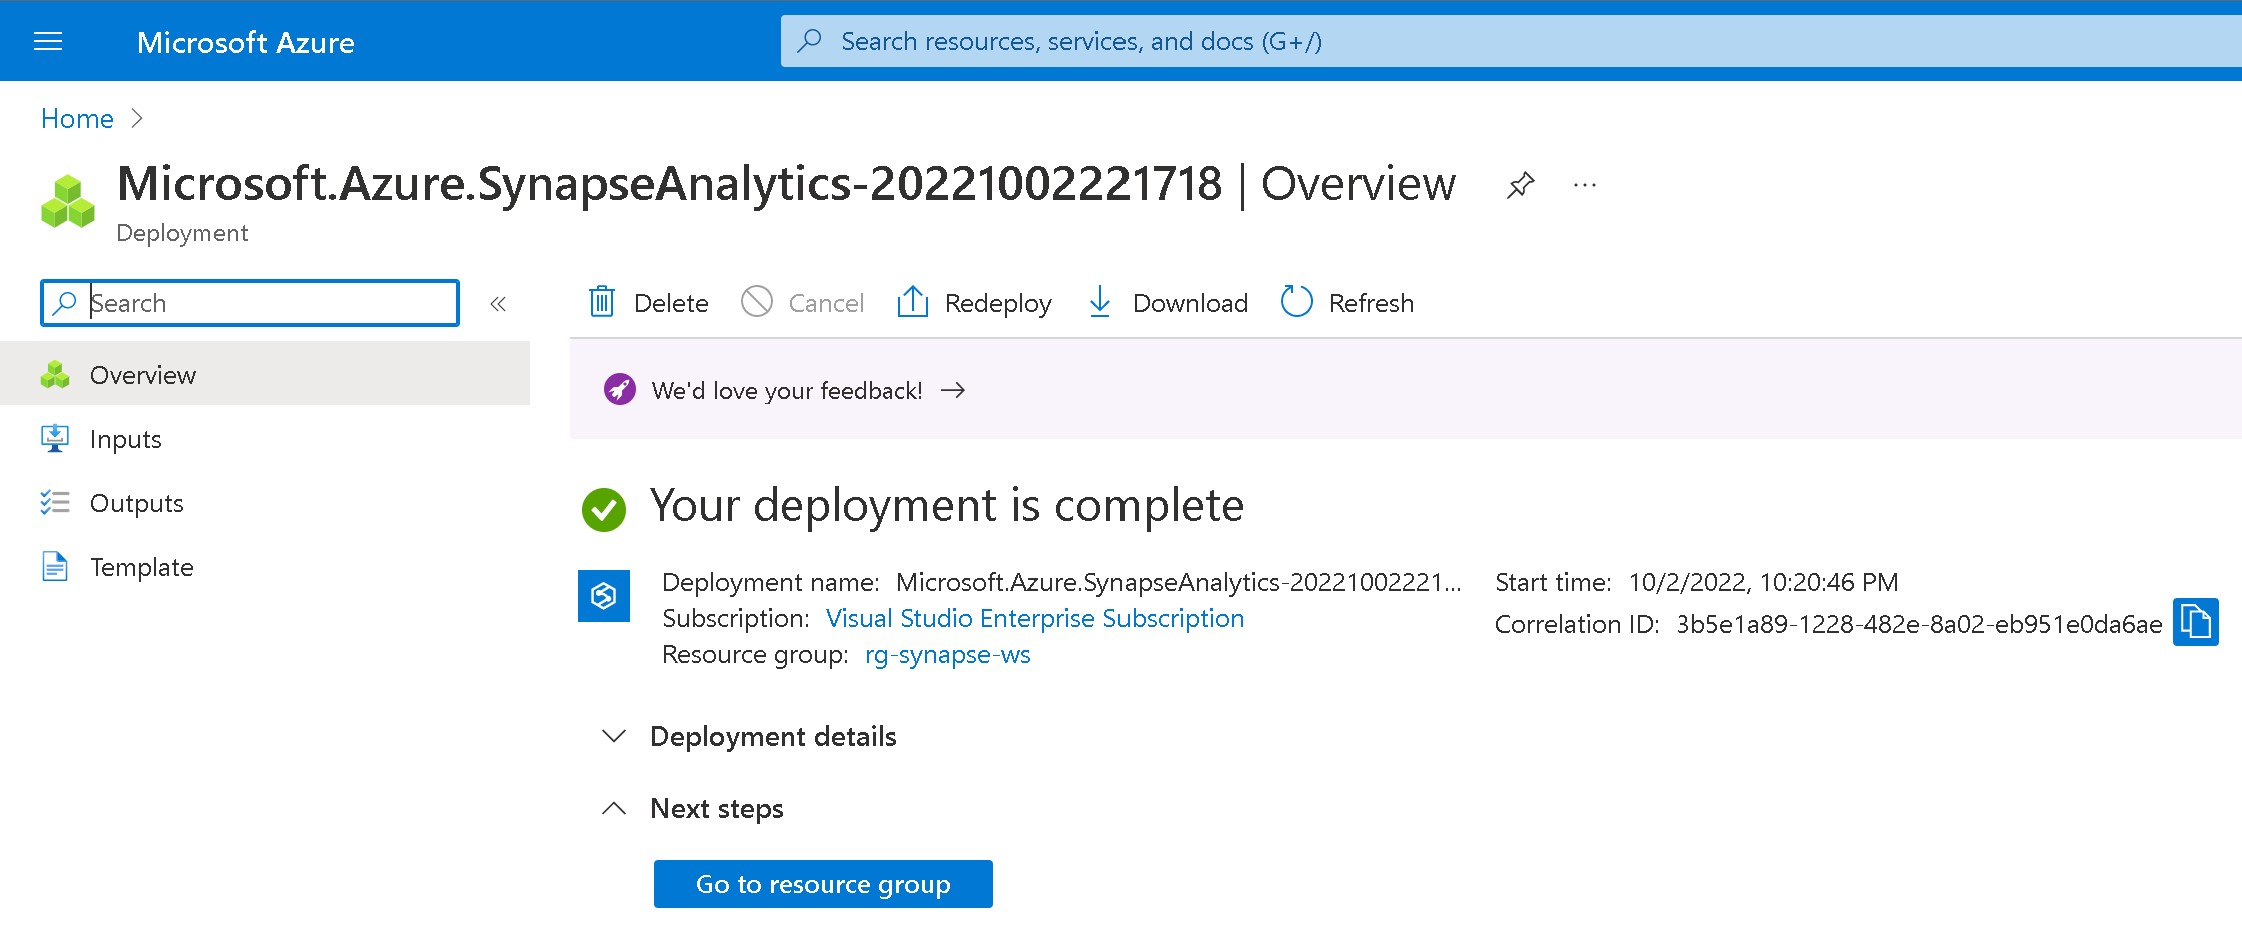 Microsoft Azure
Search resources, services, and docs (G+/)
Home
Microsoft.Azure.SynapseAnalytics-20221002221718 | Overview
Deployment
Search
Overview
Inputs
Outputs
Template
Delete
Cancel
Redeploy
Download
Refresh
We'd love your feedback!
Your deployment is complete
Deployment name: Microsoft.Azure.SynapseAnalytics-20221002221...
Subscription: Visual Studio Enterprise Subscription
Resource group: rg-synapse-ws
Start time: 10/2/2022, 10:20:46 PM
Correlation ID: 3b5e1a89-1228-482e-8a02-eb951e0da6ae
Deployment details
Next steps
Go to resource group